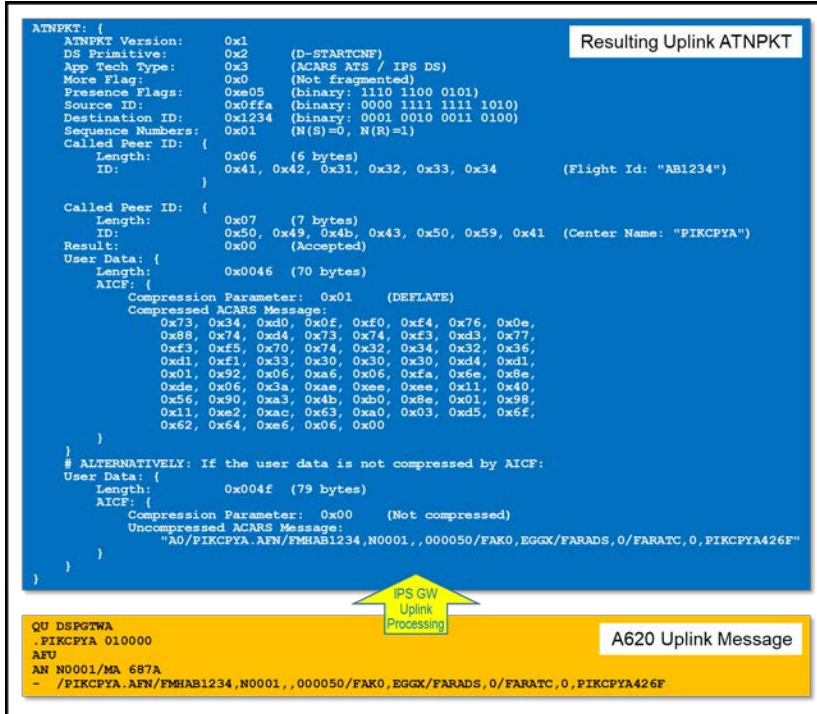 ATNPKT: {
Resulting Uplink ATNPKT
ATNPKT Version: 0x1
DS Primitive: 0x2 (D-STARTCNF)
App Tech Type: 0x3 (ACARS ATS / IPS DS)
More Flag: 0x0 (Not fragmented)
Presence Flags: 0xe05 (binary: 1110 1100 0101)
Source ID: 0x0ffa (binary: 0000 1111 1111 1010)
Destination ID: 0x1234 (binary: 0001 0010 0011 0100)
Sequence Numbers: 0x01 (N(S)=0, N(R)=1)
Called Peer ID: {
Length: 0x06 (6 bytes)
ID: 0x41, 0x42, 0x31, 0x32, 0x33, 0x34 (Flight Id: "AB1234")
}
Called Peer ID: {
Length: 0x07 (7 bytes)
ID: 0x50, 0x49, 0x4b, 0x43, 0x50, 0x59, 0x41 (Center Name: "PIKCPYA")
Result: 0x00 (Accepted)
User Data: {
Length: 0x0046 (70 bytes)
AICF: {
Compression Parameter: 0x01 (DEFLATE)
Compressed ACARS Message:
0x73, 0x34, 0xd0, 0x0f, 0xf0, 0xf4, 0x76, 0x0e,
0x88, 0x74, 0xd4, 0x73, 0x74, 0xf3, 0xd3, 0x77,
0xf3, 0xf5, 0x70, 0x74, 0x32, 0x34, 0x32, 0x36,
0xd1, 0xf1, 0x33, 0x30, 0x30, 0x30, 0xd4, 0xd1,
0x01, 0x92, 0x06, 0xa6, 0x06, 0xfa, 0x6e, 0x8e,
0xde, 0x06, 0x3a, 0xae, 0xee, 0xee, 0x11, 0x40,
0x56, 0x90, 0xa3, 0x4b, 0xb0, 0x8e, 0x01, 0x98,
0x11, 0xe2, 0xac, 0x63, 0xa0, 0x03, 0xd5, 0x6f,
0x62, 0x64, 0xe6, 0x06, 0x00
}
}
# ALTERNATIVELY: If the user data is not compressed by AICF:
User Data: {
Length: 0x004f (79 bytes)
AICF: {
Compression Parameter: 0x00 (Not compressed)
Uncompressed ACARS Message:
"A0/PIKCPYA.AFN/FMHAB1234,N0001,,000050/FAK0,EGGX/FARADS,0/FARATC,0,PIKCPYA426F"
}
}
}
IPS GW
Uplink
Processing
QU DSPGTWA
.PIKCPYA 010000
A620 Uplink Message
AFU
AN N0001/MA 687A
- /PIKCPYA.AFN/FMHAB1234,N0001,,000050/FAK0,EGGX/FARADS,0/FARATC,0,PIKCPYA426F